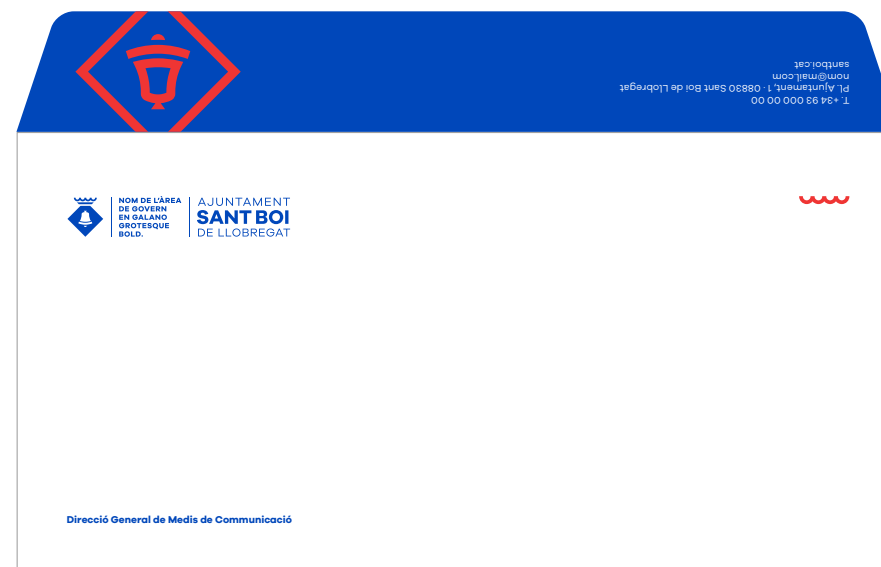 T. +34 93 000 00 00
Pl. Ajuntament, 1 · 08830 Sant Boi de Llobregat
nom@mail.com
santboi.cat
NOM DE L'ÀREA
DE GOVERN
EN GALANO
GROTESQUE
BOLD.
AJUNTAMENT
SANT BOI
DE LLOBREGAT
Direcció General de Medis de Communicació